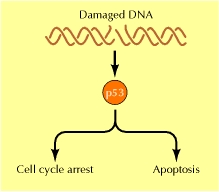 Damaged DNA
p53
Cell cycle arrest
Apoptosis